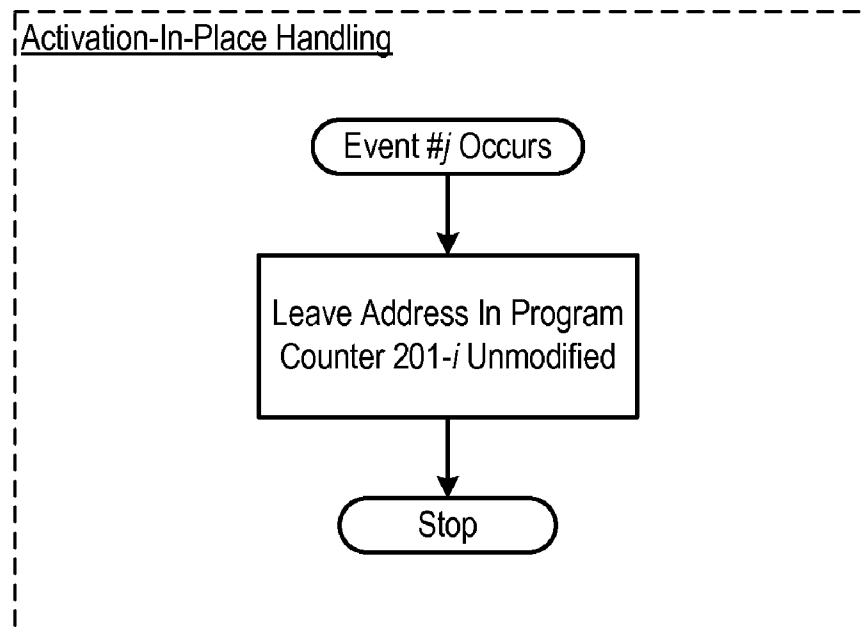 Activation-In-Place Handling
Event #j Occurs
Leave Address In Program
Counter 201-i Unmodified
Stop